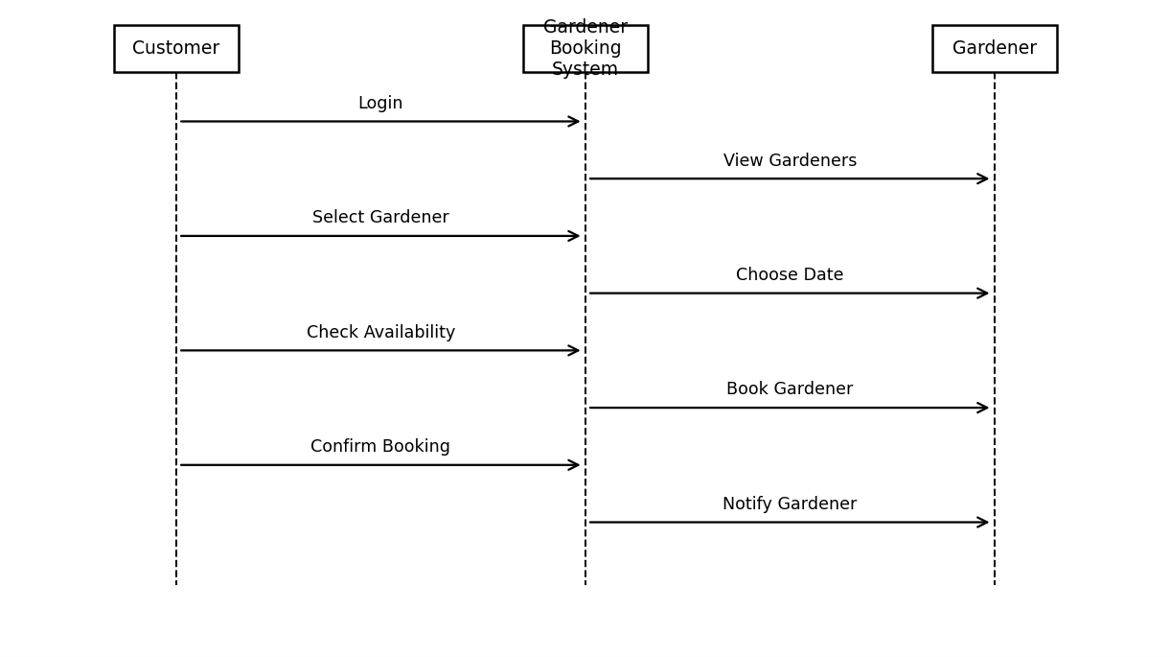 Customer
Gardener
Booking
System
Gardener
Login
View Gardeners
Select Gardener
Choose Date
Check Availability
Book Gardener
Confirm Booking
Notify Gardener